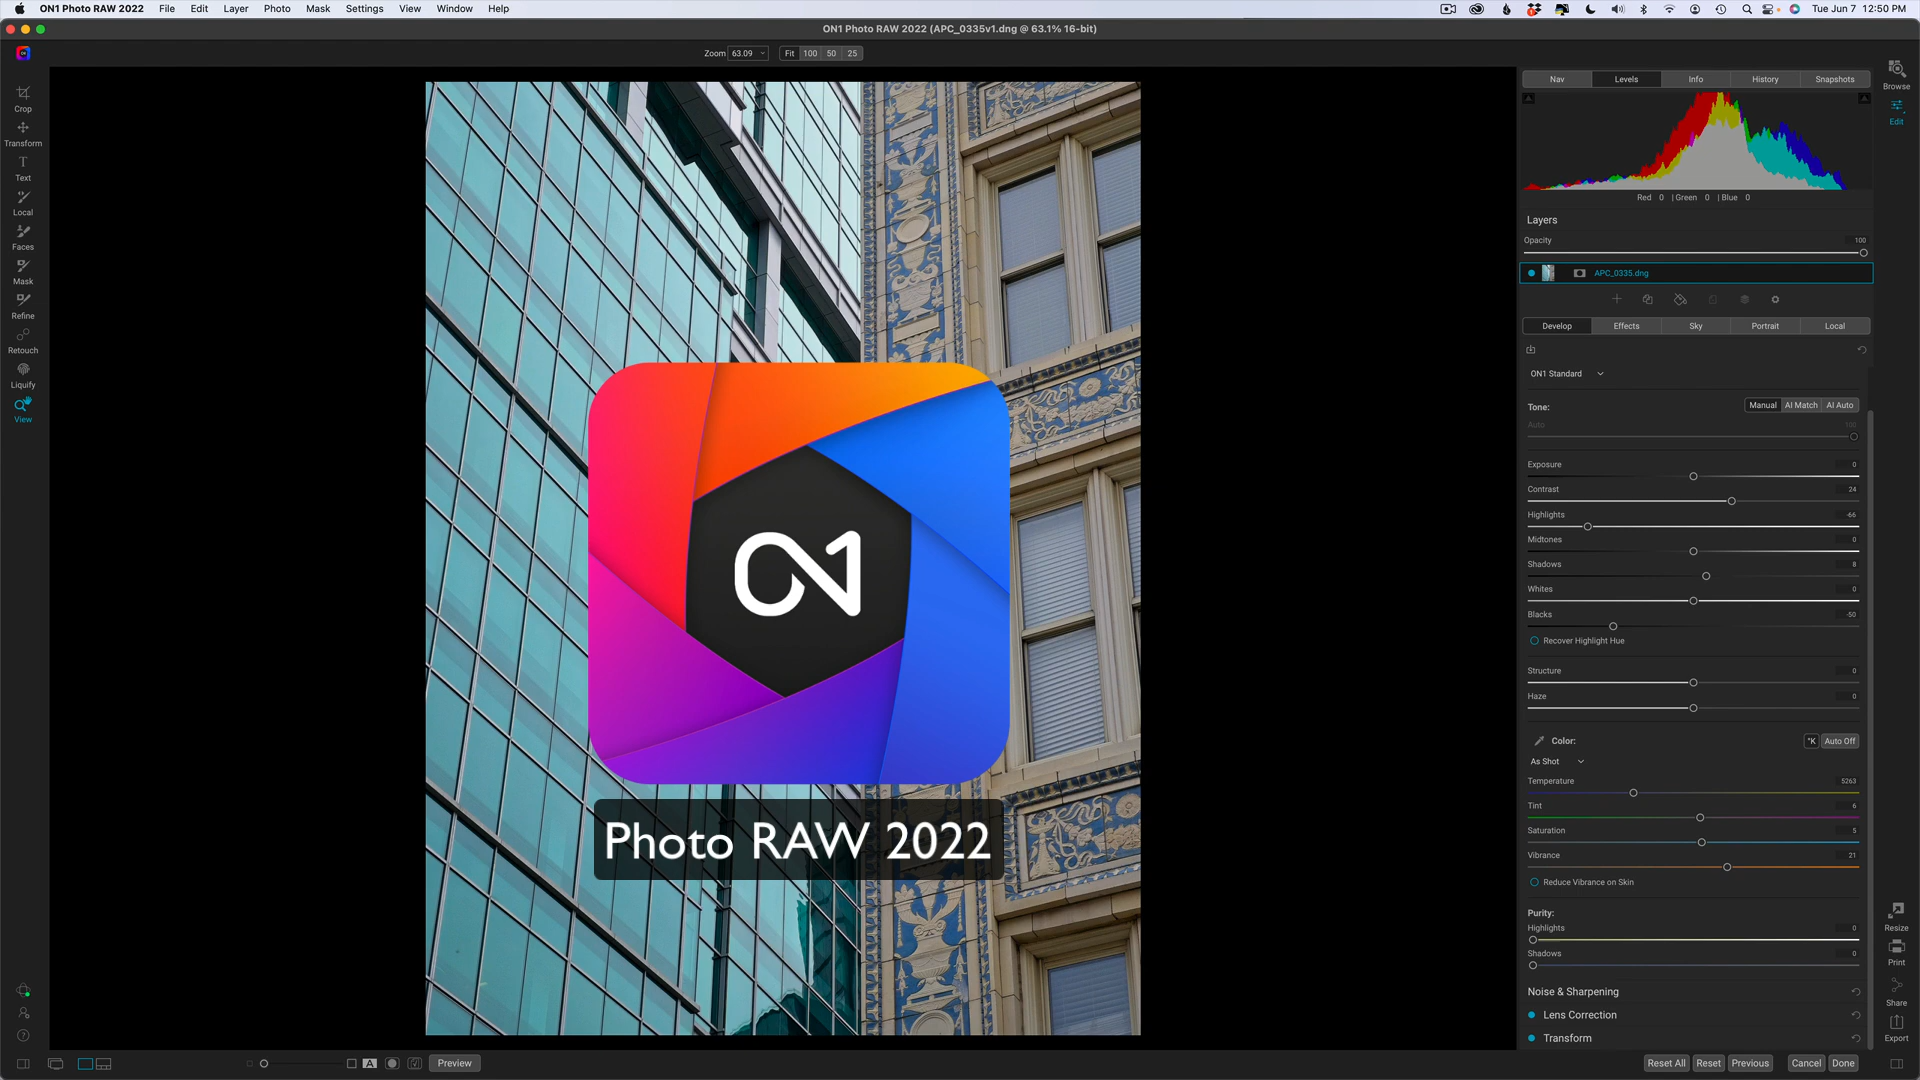 ON1 Photo RAW 2022 File Edit Layer Photo Mask Settings View Window Help Tue Jun 7 12:50 PM
ON1 Photo RAW 2022 (APC_0335v1.dng @ 63.1% 16-bit)
Zoom 63.09 Fit 100 50 25
Crop
Transform
Text
Local
Faces
Mask
Refine
Retouch
Liquify
View
ON1
Photo RAW 2022
Nav Levels Info History Snapshots
Red 0 | Green 0 | Blue 0
Layers
Opacity 100
APC_0335.dng
Develop Effects Sky Portrait Local
ON1 Standard
Tone: Manual AI Match AI Auto
Auto 100
Exposure 0
Contrast 24
Highlights -66
Midtones 0
Shadows 8
Whites 0
Blacks -50
Recover Highlight Hue
Structure 0
Haze 0
Color: °K Auto Off
As Shot
Temperature 5263
Tint 6
Saturation 5
Vibrance 21
Reduce Vibrance on Skin
Purity:
Highlights 0
Shadows 0
Noise & Sharpening
Lens Correction
Transform
Browse
Edit
Resize
Print
Share
Export
A Preview Reset All Reset Previous Cancel Done